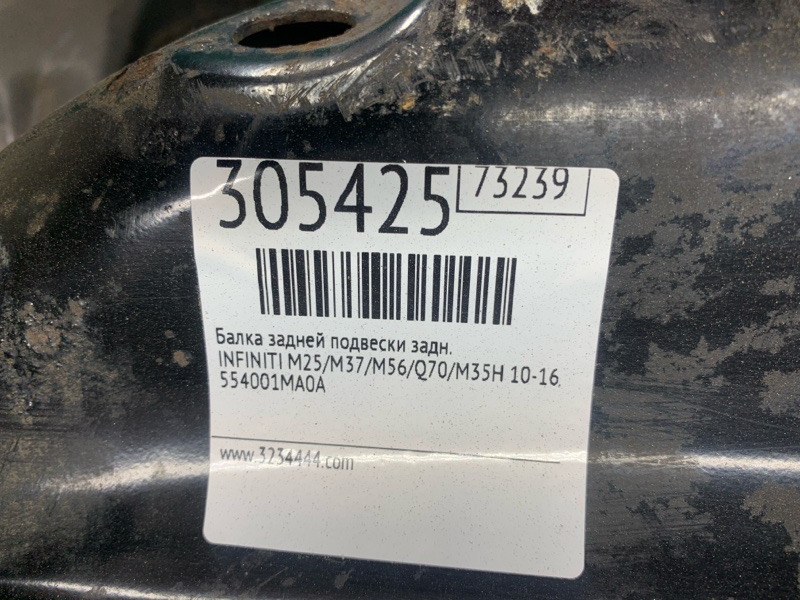 305425 73239
Балка задней подвески задн.
INFINITI M25/M37/M56/Q70/M35H 10-16,
554001MA0A
www.3234444.com